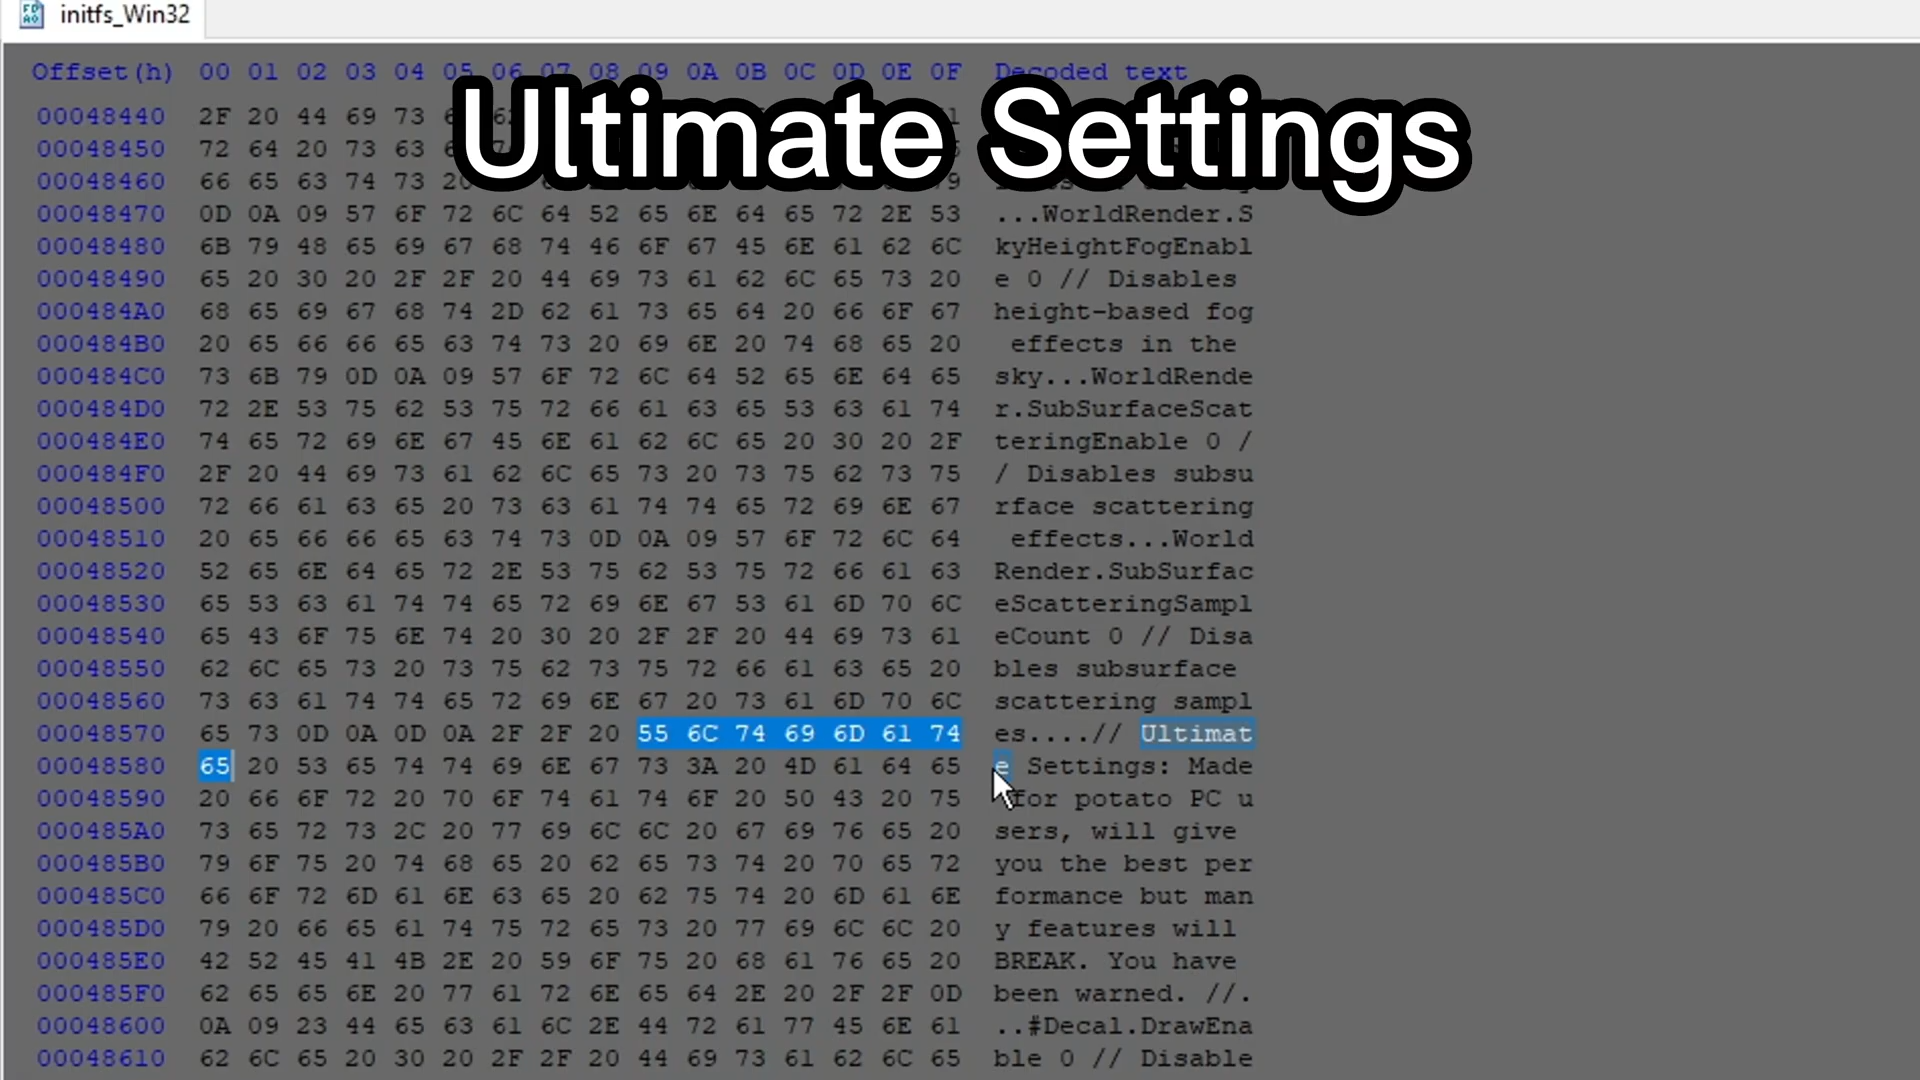 initfs_Win32
Offset(h) 00 01 02 03 04 05 06 07 08 09 0A 0B 0C 0D 0E 0F Decoded text
Ultimate Settings
00048440 2F 20 44 69 73
00048450 72 64 20 73 63
00048460 66 65 63 74 73 20
00048470 0D 0A 09 57 6F 72 6C 64 52 65 6E 64 65 72 2E 53 ...WorldRender.S
00048480 6B 79 48 65 69 67 68 74 46 6F 67 45 6E 61 62 6C kyHeightFogEnabl
00048490 65 20 30 20 2F 2F 20 44 69 73 61 62 6C 65 73 20 e 0 // Disables
000484A0 68 65 69 67 68 74 2D 62 61 73 65 64 20 66 6F 67 height-based fog
000484B0 20 65 66 66 65 63 74 73 20 69 6E 20 74 68 65 20 effects in the
000484C0 73 6B 79 0D 0A 09 57 6F 72 6C 64 52 65 6E 64 65 sky...WorldRende
000484D0 72 2E 53 75 62 53 75 72 66 61 63 65 53 63 61 74 r.SubSurfaceScat
000484E0 74 65 72 69 6E 67 45 6E 61 62 6C 65 20 30 20 2F teringEnable 0 /
000484F0 2F 20 44 69 73 61 62 6C 65 73 20 73 75 62 73 75 / Disables subsu
00048500 72 66 61 63 65 20 73 63 61 74 74 65 72 69 6E 67 rface scattering
00048510 20 65 66 66 65 63 74 73 0D 0A 09 57 6F 72 6C 64 effects...World
00048520 52 65 6E 64 65 72 2E 53 75 62 53 75 72 66 61 63 Render.SubSurfac
00048530 65 53 63 61 74 74 65 72 69 6E 67 53 61 6D 70 6C eScatteringSampl
00048540 65 43 6F 75 6E 74 20 30 20 2F 2F 20 44 69 73 61 eCount 0 // Disa
00048550 62 6C 65 73 20 73 75 62 73 75 72 66 61 63 65 20 bles subsurface
00048560 73 63 61 74 74 65 72 69 6E 67 20 73 61 6D 70 6C scattering sampl
00048570 65 73 0D 0A 0D 0A 2F 2F 20 55 6C 74 69 6D 61 74 es....// Ultimat
00048580 65 20 53 65 74 74 69 6E 67 73 3A 20 4D 61 64 65 e Settings: Made
00048590 20 66 6F 72 20 70 6F 74 61 74 6F 20 50 43 20 75 for potato PC u
000485A0 73 65 72 73 2C 20 77 69 6C 6C 20 67 69 76 65 20 sers, will give
000485B0 79 6F 75 20 74 68 65 20 62 65 73 74 20 70 65 72 you the best per
000485C0 66 6F 72 6D 61 6E 63 65 20 62 75 74 20 6D 61 6E formance but man
000485D0 79 20 66 65 61 74 75 72 65 73 20 77 69 6C 6C 20 y features will
000485E0 42 52 45 41 4B 2E 20 59 6F 75 20 68 61 76 65 20 BREAK. You have
000485F0 62 65 65 6E 20 77 61 72 6E 65 64 2E 20 2F 2F 0D been warned. //.
00048600 0A 09 23 44 65 63 61 6C 2E 44 72 61 77 45 6E 61 ..#Decal.DrawEna
00048610 62 6C 65 20 30 20 2F 2F 20 44 69 73 61 62 6C 65 ble 0 // Disable